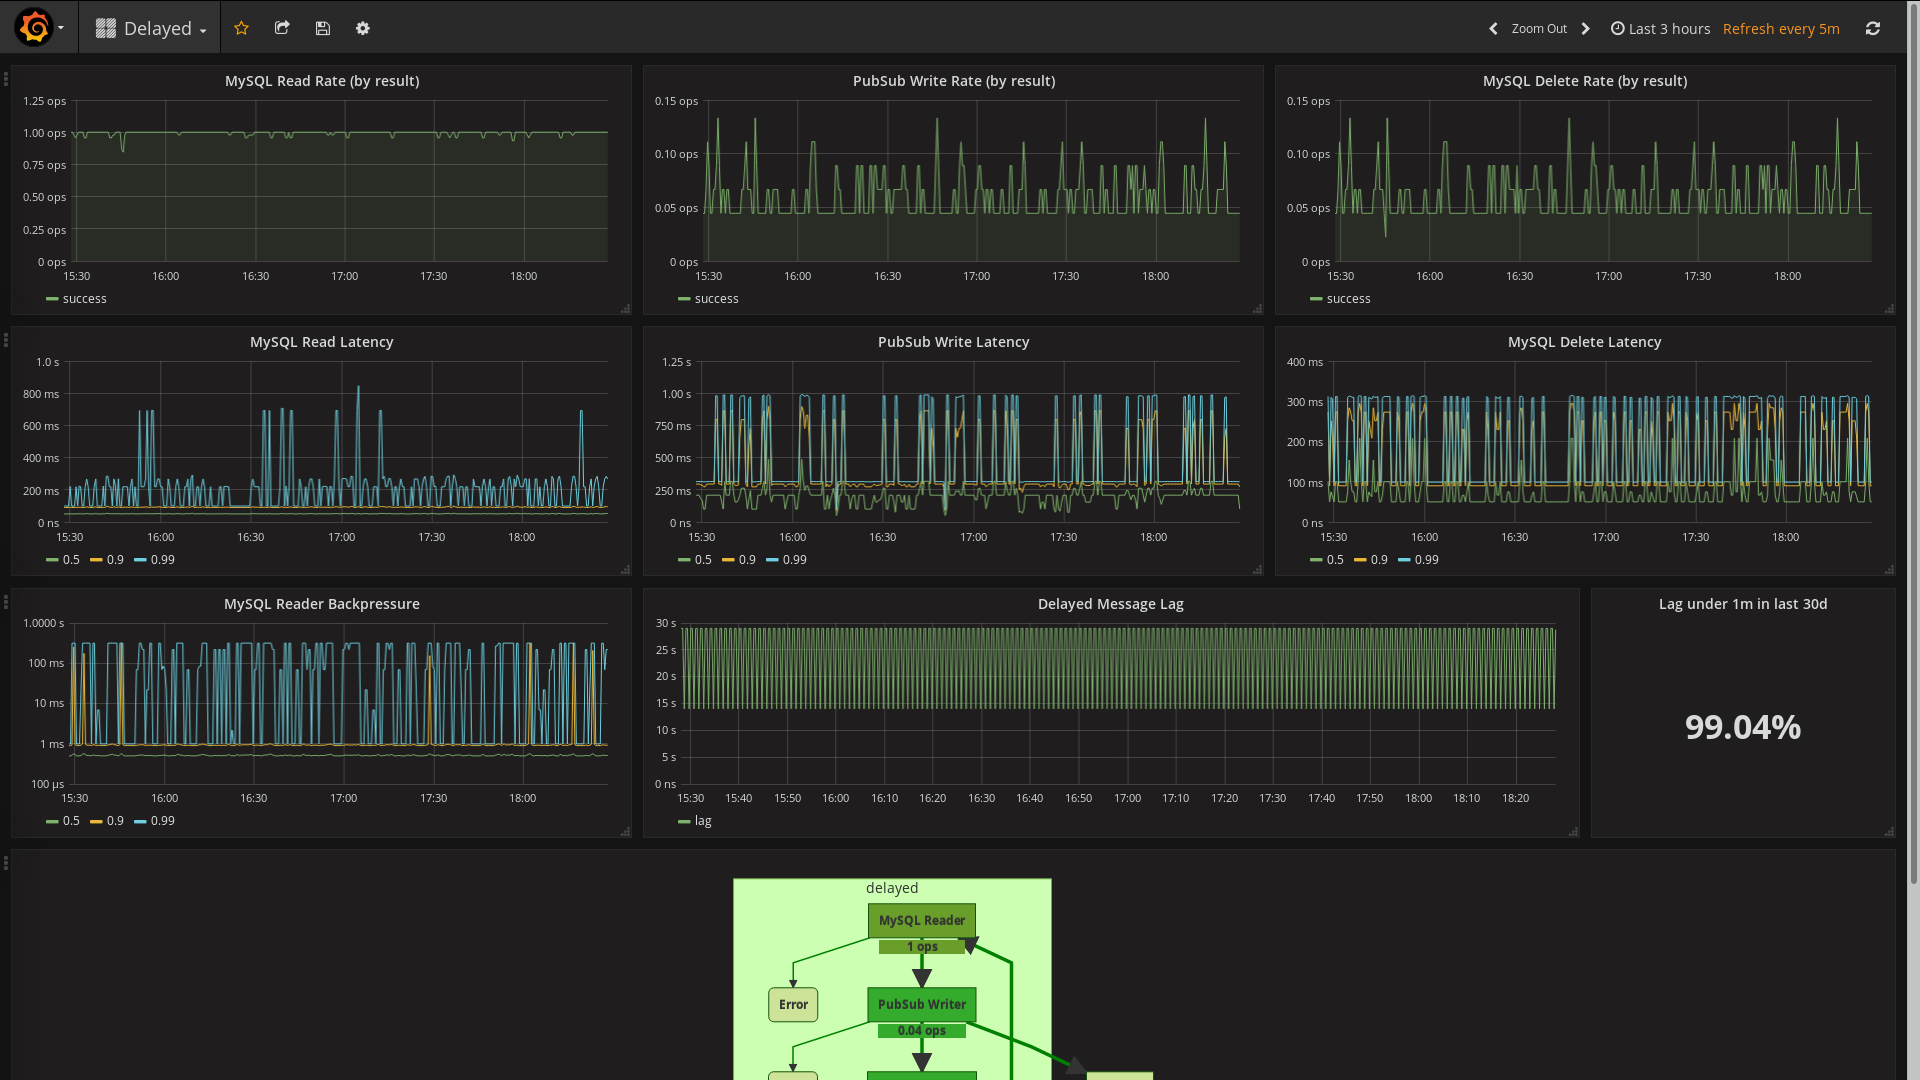 Delayed
Zoom Out
Last 3 hours
Refresh every 5m
MySQL Read Rate (by result)
1.25 ops
1.00 ops
0.75 ops
0.50 ops
0.25 ops
0 ops
15:30 16:00 16:30 17:00 17:30 18:00
success
PubSub Write Rate (by result)
0.15 ops
0.10 ops
0.05 ops
0 ops
15:30 16:00 16:30 17:00 17:30 18:00
success
MySQL Delete Rate (by result)
0.15 ops
0.10 ops
0.05 ops
0 ops
15:30 16:00 16:30 17:00 17:30 18:00
success
MySQL Read Latency
1.0 s
800 ms
600 ms
400 ms
200 ms
0 ns
15:30 16:00 16:30 17:00 17:30 18:00
0.5 0.9 0.99
PubSub Write Latency
1.25 s
1.00 s
750 ms
500 ms
250 ms
0 ns
15:30 16:00 16:30 17:00 17:30 18:00
0.5 0.9 0.99
MySQL Delete Latency
400 ms
300 ms
200 ms
100 ms
0 ns
15:30 16:00 16:30 17:00 17:30 18:00
0.5 0.9 0.99
MySQL Reader Backpressure
1.0000 s
100 ms
10 ms
1 ms
100 µs
15:30 16:00 16:30 17:00 17:30 18:00
0.5 0.9 0.99
Delayed Message Lag
30 s
25 s
20 s
15 s
10 s
5 s
0 ns
15:30 15:40 15:50 16:00 16:10 16:20 16:30 16:40 16:50 17:00 17:10 17:20 17:30 17:40 17:50 18:00 18:10 18:20
lag
Lag under 1m in last 30d
99.04%
delayed
MySQL Reader
1 ops
Error
PubSub Writer
0.04 ops